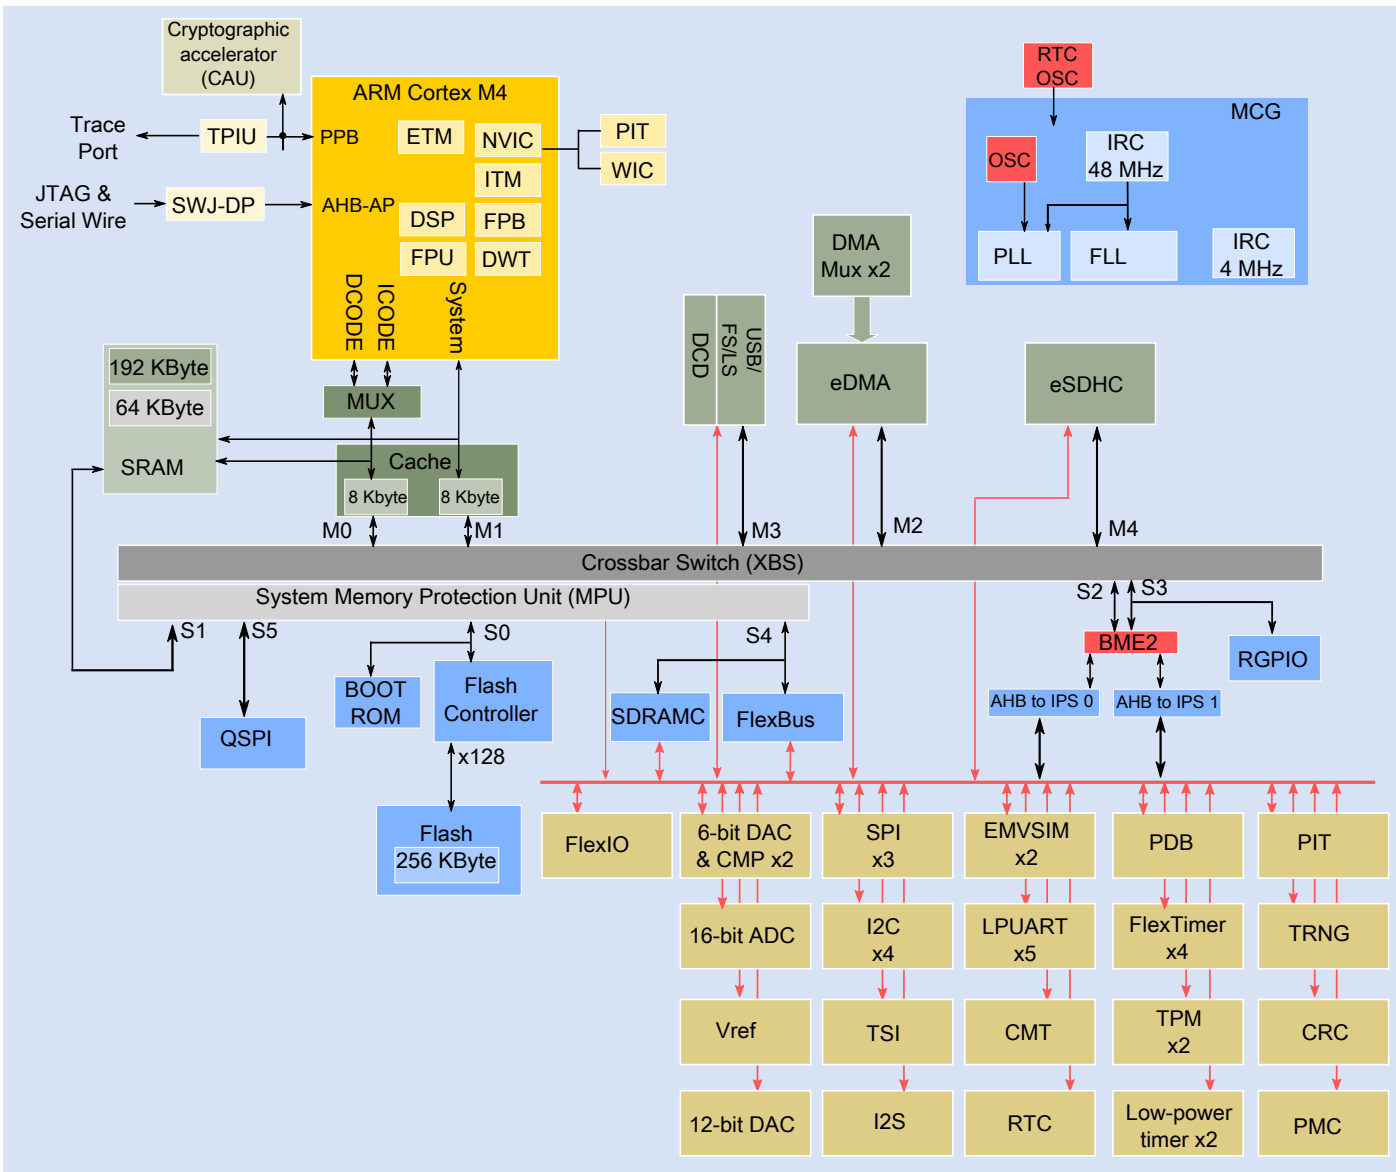 Cryptographic
accelerator
(CAU)
Trace
Port
TPIU
JTAG &
Serial Wire
SWJ-DP
ARM Cortex M4
PPB
ETM
NVIC
ITM
AHB-AP
DSP
FPB
FPU
DWT
DCODE
ICODE
System
PIT
WIC
RTC
OSC
MCG
OSC
IRC
48 MHz
PLL
FLL
IRC
4 MHz
DMA
Mux x2
DCD
USB/
FS/LS
eDMA
eSDHC
192 KByte
64 KByte
SRAM
MUX
Cache
8 Kbyte
8 Kbyte
M0
M1
M3
M2
M4
Crossbar Switch (XBS)
System Memory Protection Unit (MPU)
S1
S5
S0
S4
S2
S3
BME2
RGPIO
QSPI
BOOT
ROM
Flash
Controller
SDRAMC
FlexBus
AHB to IPS 0
AHB to IPS 1
x128
Flash
256 KByte
FlexIO
6-bit DAC
& CMP x2
SPI
x3
EMVSIM
x2
PDB
PIT
16-bit ADC
I2C
x4
LPUART
x5
FlexTimer
x4
TRNG
Vref
TSI
CMT
TPM
x2
CRC
12-bit DAC
I2S
RTC
Low-power
timer x2
PMC